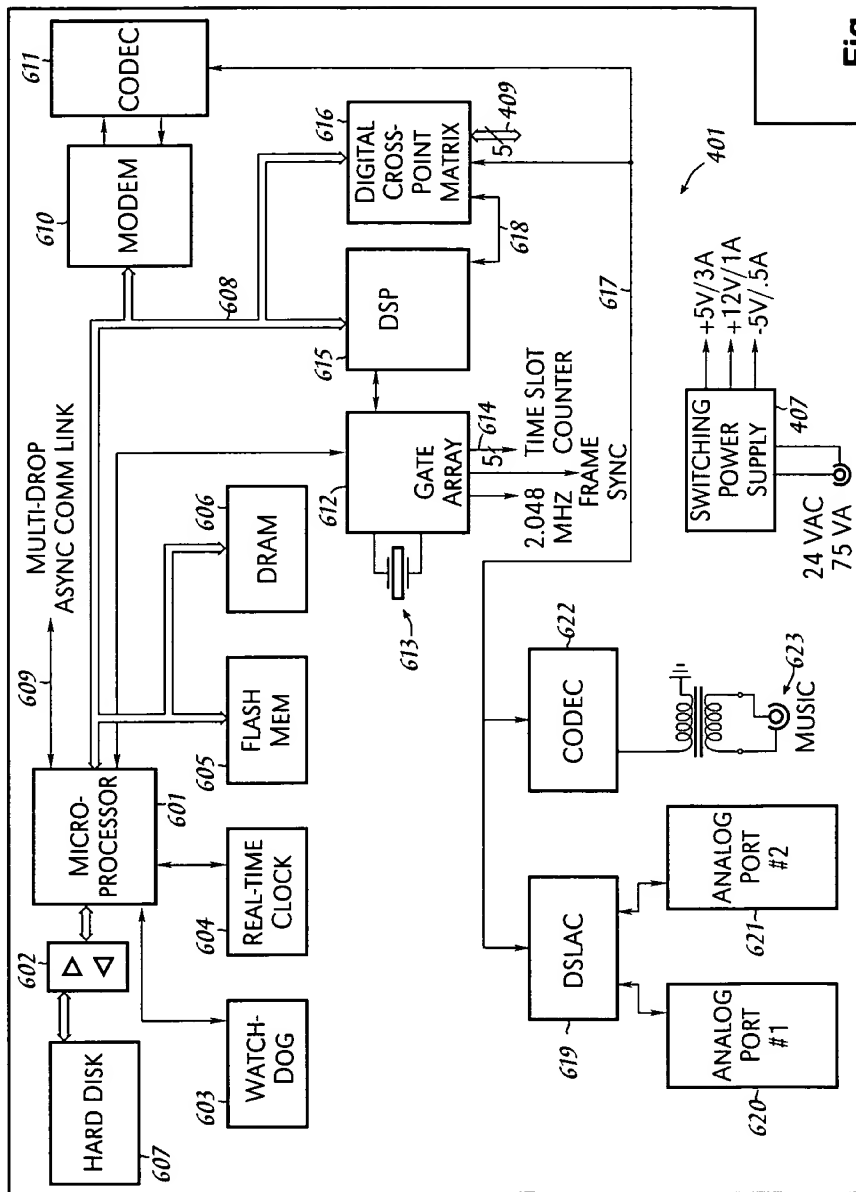 HARD DISK
607
602
MICRO-
PROCESSOR
601
609
MULTI-DROP
ASYNC COMM LINK
608
610
MODEM
611
CODEC
WATCH-
DOG
603
REAL-TIME
CLOCK
604
FLASH
MEM
605
DRAM
606
612
GATE
ARRAY
613
5
614
TIME SLOT
COUNTER
FRAME
SYNC
2.048
MHZ
615
DSP
616
DIGITAL
CROSS-
POINT
MATRIX
5
409
618
617
DSLAC
619
ANALOG
PORT
#1
620
ANALOG
PORT
#2
621
CODEC
622
623
MUSIC
SWITCHING
POWER
SUPPLY
407
24 VAC
75 VA
+5V/3A
+12V/1A
-5V/.5A
401
Fig